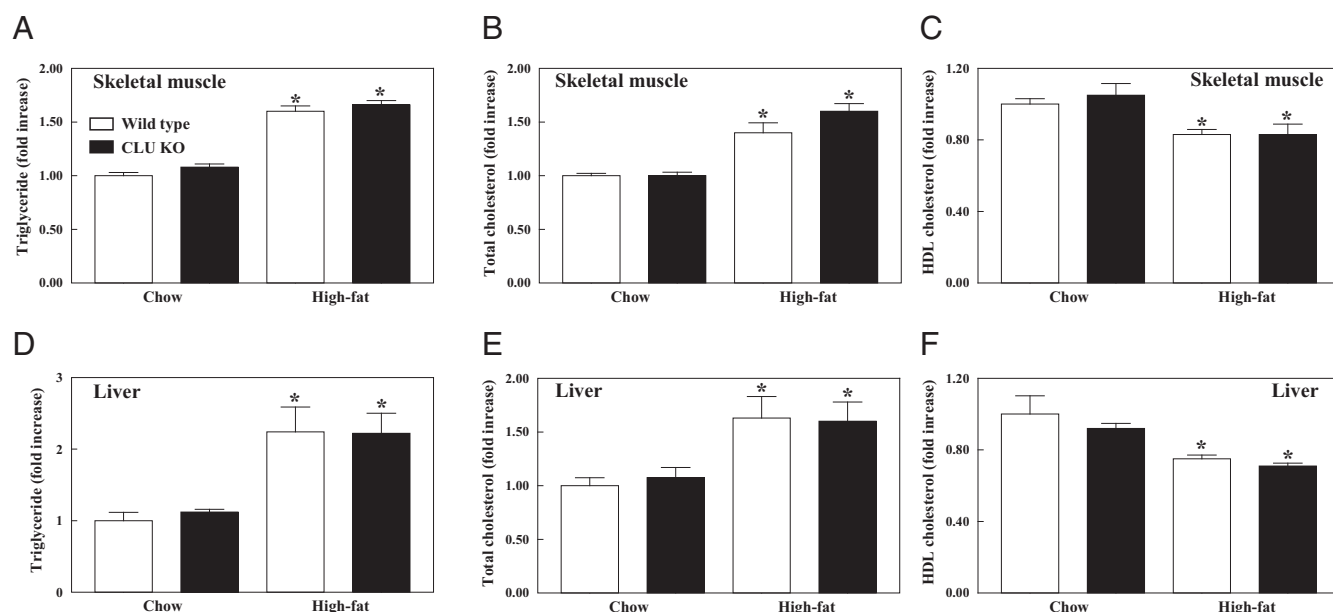 A
Triglyceride (fold inrease)
2.00
1.50
1.00
0.50
0.00
Skeletal muscle
Wild type
CLU KO
*
*
Chow
High-fat
B
Total cholesterol (fold inrease)
2.00
1.50
1.00
0.50
0.00
Skeletal muscle
*
*
Chow
High-fat
C
HDL cholesterol (fold inrease)
1.20
0.80
0.40
0.00
Skeletal muscle
*
*
Chow
High-fat
D
Triglyceride (fold increase)
3
2
1
0
Liver
*
*
Chow
High-fat
E
Total cholesterol (fold inrease)
2.00
1.50
1.00
0.50
0.00
Liver
*
*
Chow
High-fat
F
HDL cholesterol (fold inrease)
1.20
0.80
0.40
0.00
Liver
*
*
Chow
High-fat